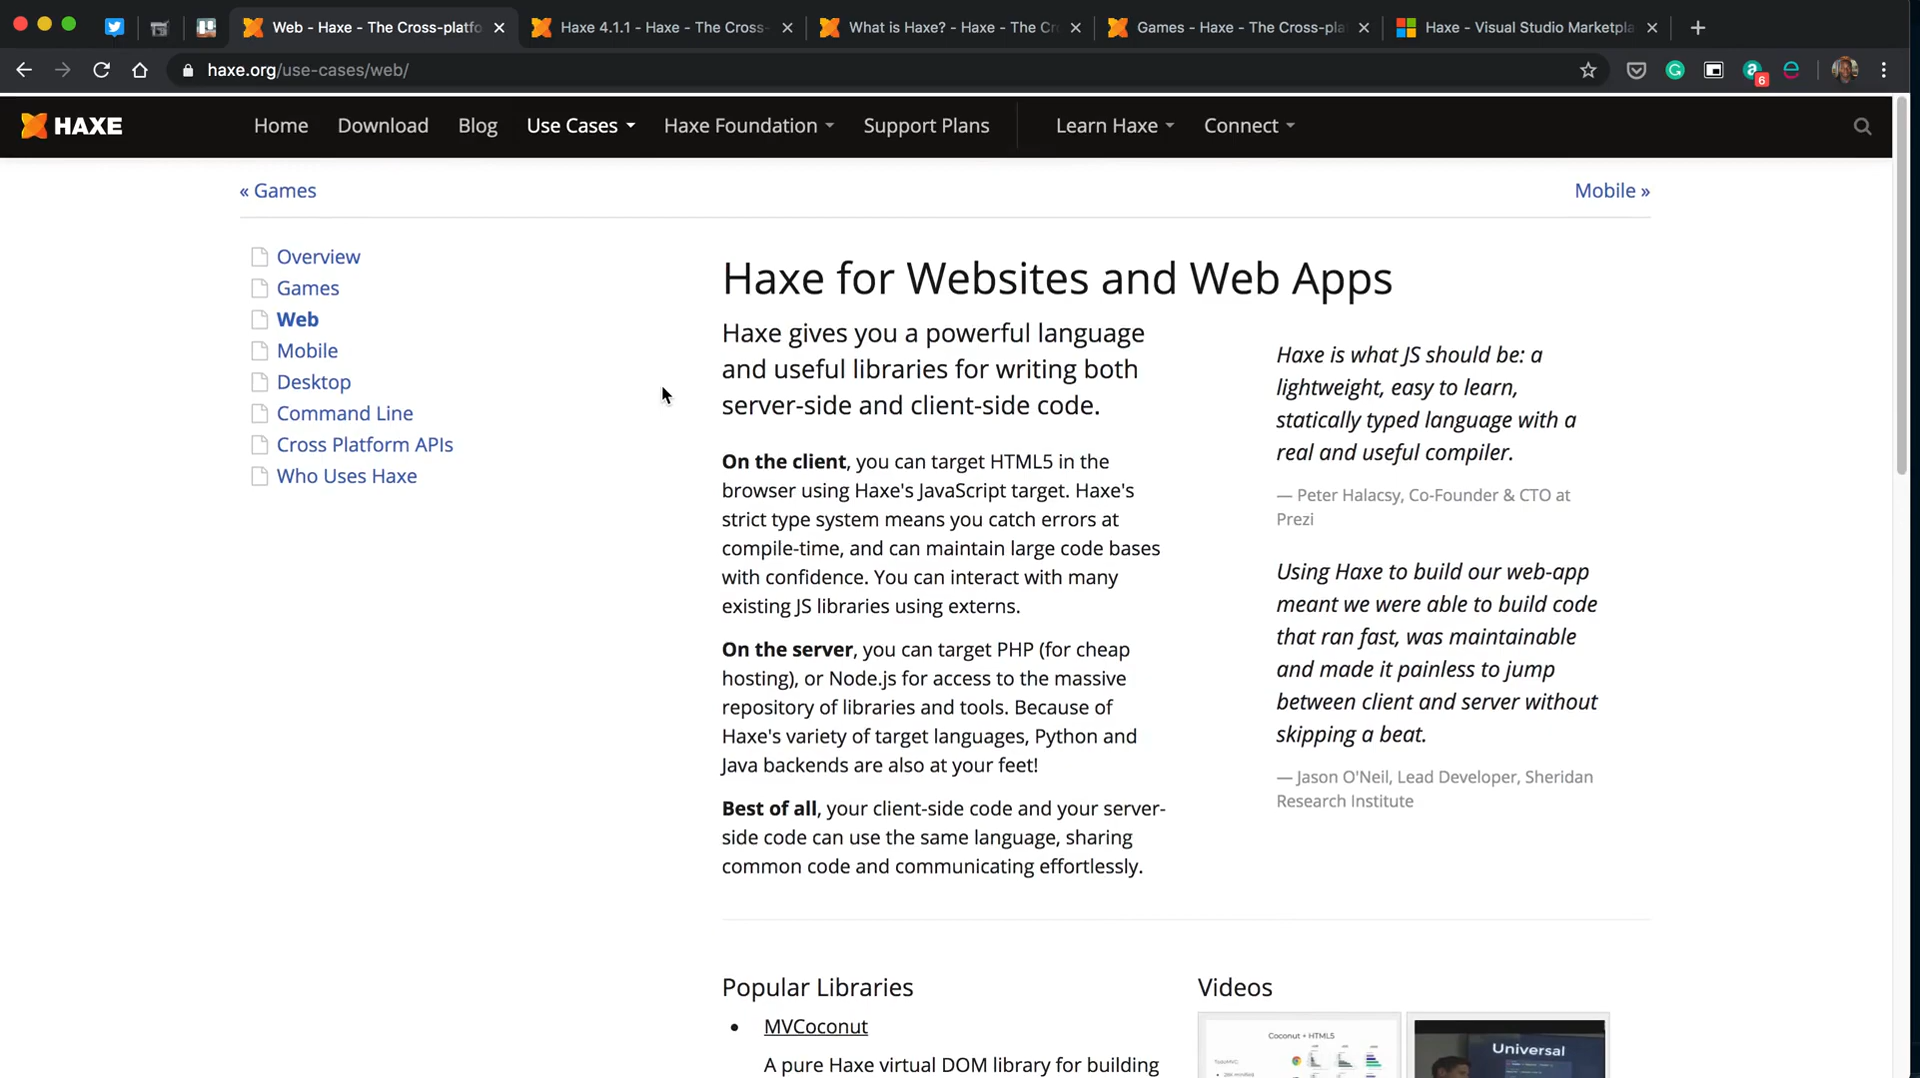 Web - Haxe - The Cross-platfo
Haxe 4.1.1 - Haxe - The Cross-
What is Haxe? - Haxe - The Cr
Games - Haxe - The Cross-pla
Haxe - Visual Studio Marketpla
haxe.org/use-cases/web/
6
HAXE Home Download Blog Use Cases Haxe Foundation Support Plans Learn Haxe Connect
« Games
Mobile »
Overview
Games
Web
Mobile
Desktop
Command Line
Cross Platform APIs
Who Uses Haxe
Haxe for Websites and Web Apps
Haxe gives you a powerful language
and useful libraries for writing both
server-side and client-side code.
On the client, you can target HTML5 in the
browser using Haxe's JavaScript target. Haxe's
strict type system means you catch errors at
compile-time, and can maintain large code bases
with confidence. You can interact with many
existing JS libraries using externs.
On the server, you can target PHP (for cheap
hosting), or Node.js for access to the massive
repository of libraries and tools. Because of
Haxe's variety of target languages, Python and
Java backends are also at your feet!
Best of all, your client-side code and your server-
side code can use the same language, sharing
common code and communicating effortlessly.
Haxe is what JS should be: a
lightweight, easy to learn,
statically typed language with a
real and useful compiler.
— Peter Halacsy, Co-Founder & CTO at
Prezi
Using Haxe to build our web-app
meant we were able to build code
that ran fast, was maintainable
and made it painless to jump
between client and server without
skipping a beat.
— Jason O'Neil, Lead Developer, Sheridan
Research Institute
Popular Libraries
• MVCoconut
A pure Haxe virtual DOM library for building
Videos
Coconut + HTML5
Universal